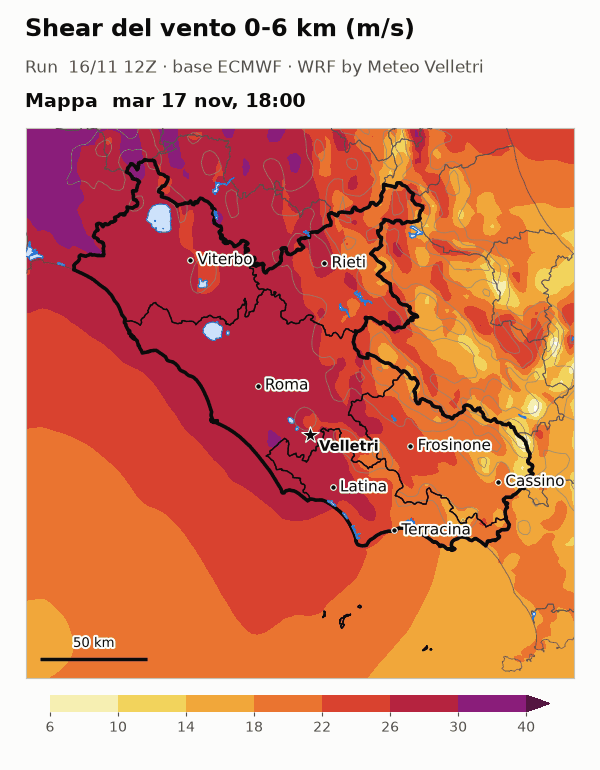 Shear del vento 0-6 km (m/s)
Run  16/11 12Z · base ECMWF · WRF by Meteo Velletri
Mappa  mar 17 nov, 18:00
Viterbo
Rieti
Roma
Velletri
Frosinone
Latina
Cassino
Terracina
50 km
6 10 14 18 22 26 30 40